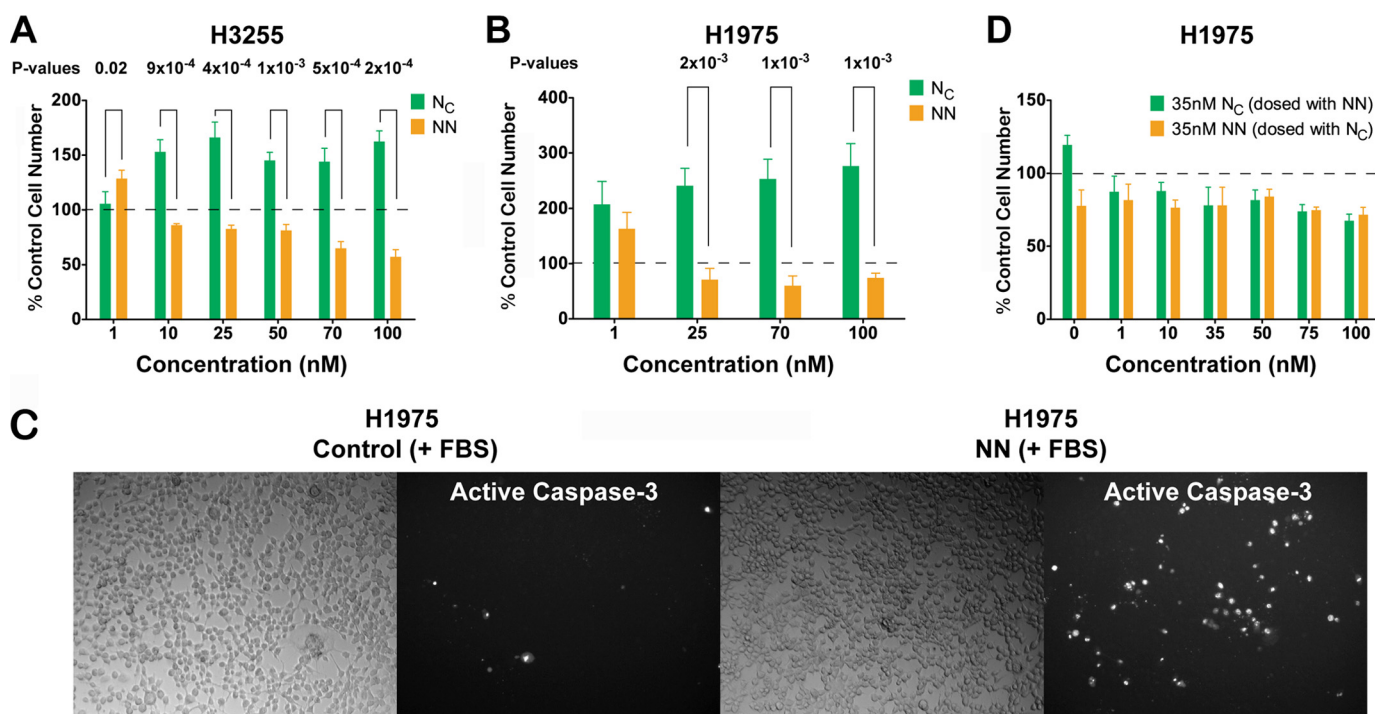 A
H3255
P-values 0.02 9x10⁻⁴ 4x10⁻⁴ 1x10⁻³ 5x10⁻⁴ 2x10⁻⁴
% Control Cell Number
200
150
100
50
0
1 10 25 50 70 100
Concentration (nM)
N_C
NN
B
H1975
P-values 2x10⁻³ 1x10⁻³ 1x10⁻³
% Control Cell Number
400
300
200
100
0
1 25 70 100
Concentration (nM)
N_C
NN
D
H1975
35nM N_C (dosed with NN)
35nM NN (dosed with N_C)
% Control Cell Number
150
100
50
0
0 1 10 35 50 75 100
Concentration (nM)
C
H1975
Control (+ FBS)
Active Caspase-3
H1975
NN (+ FBS)
Active Caspase-3